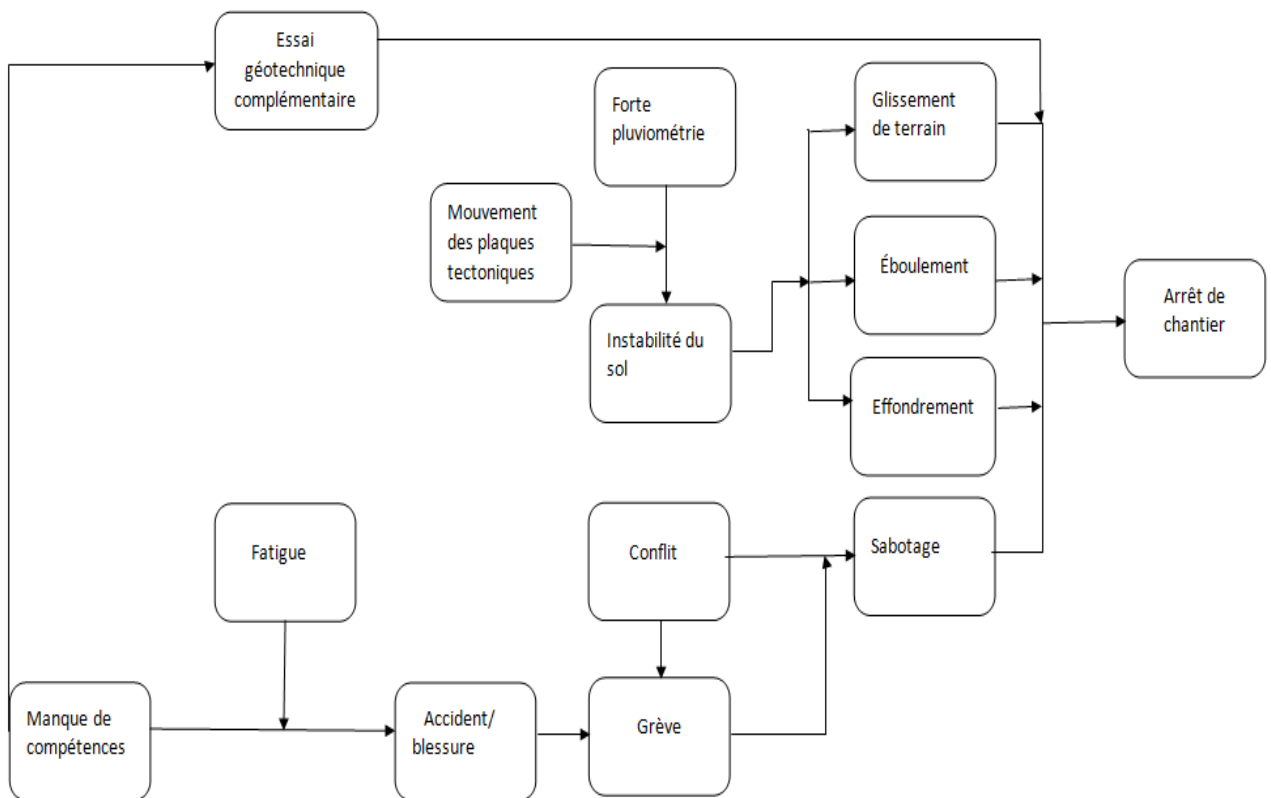 Essai
géotechnique
complémentaire
Forte
pluviométrie
Glissement
de terrain
Mouvement
des plaques
tectoniques
Éboulement
Arrêt de
chantier
Instabilité du
sol
Effondrement
Fatigue
Conflit
Sabotage
Manque de
compétences
Accident/
blessure
Grève